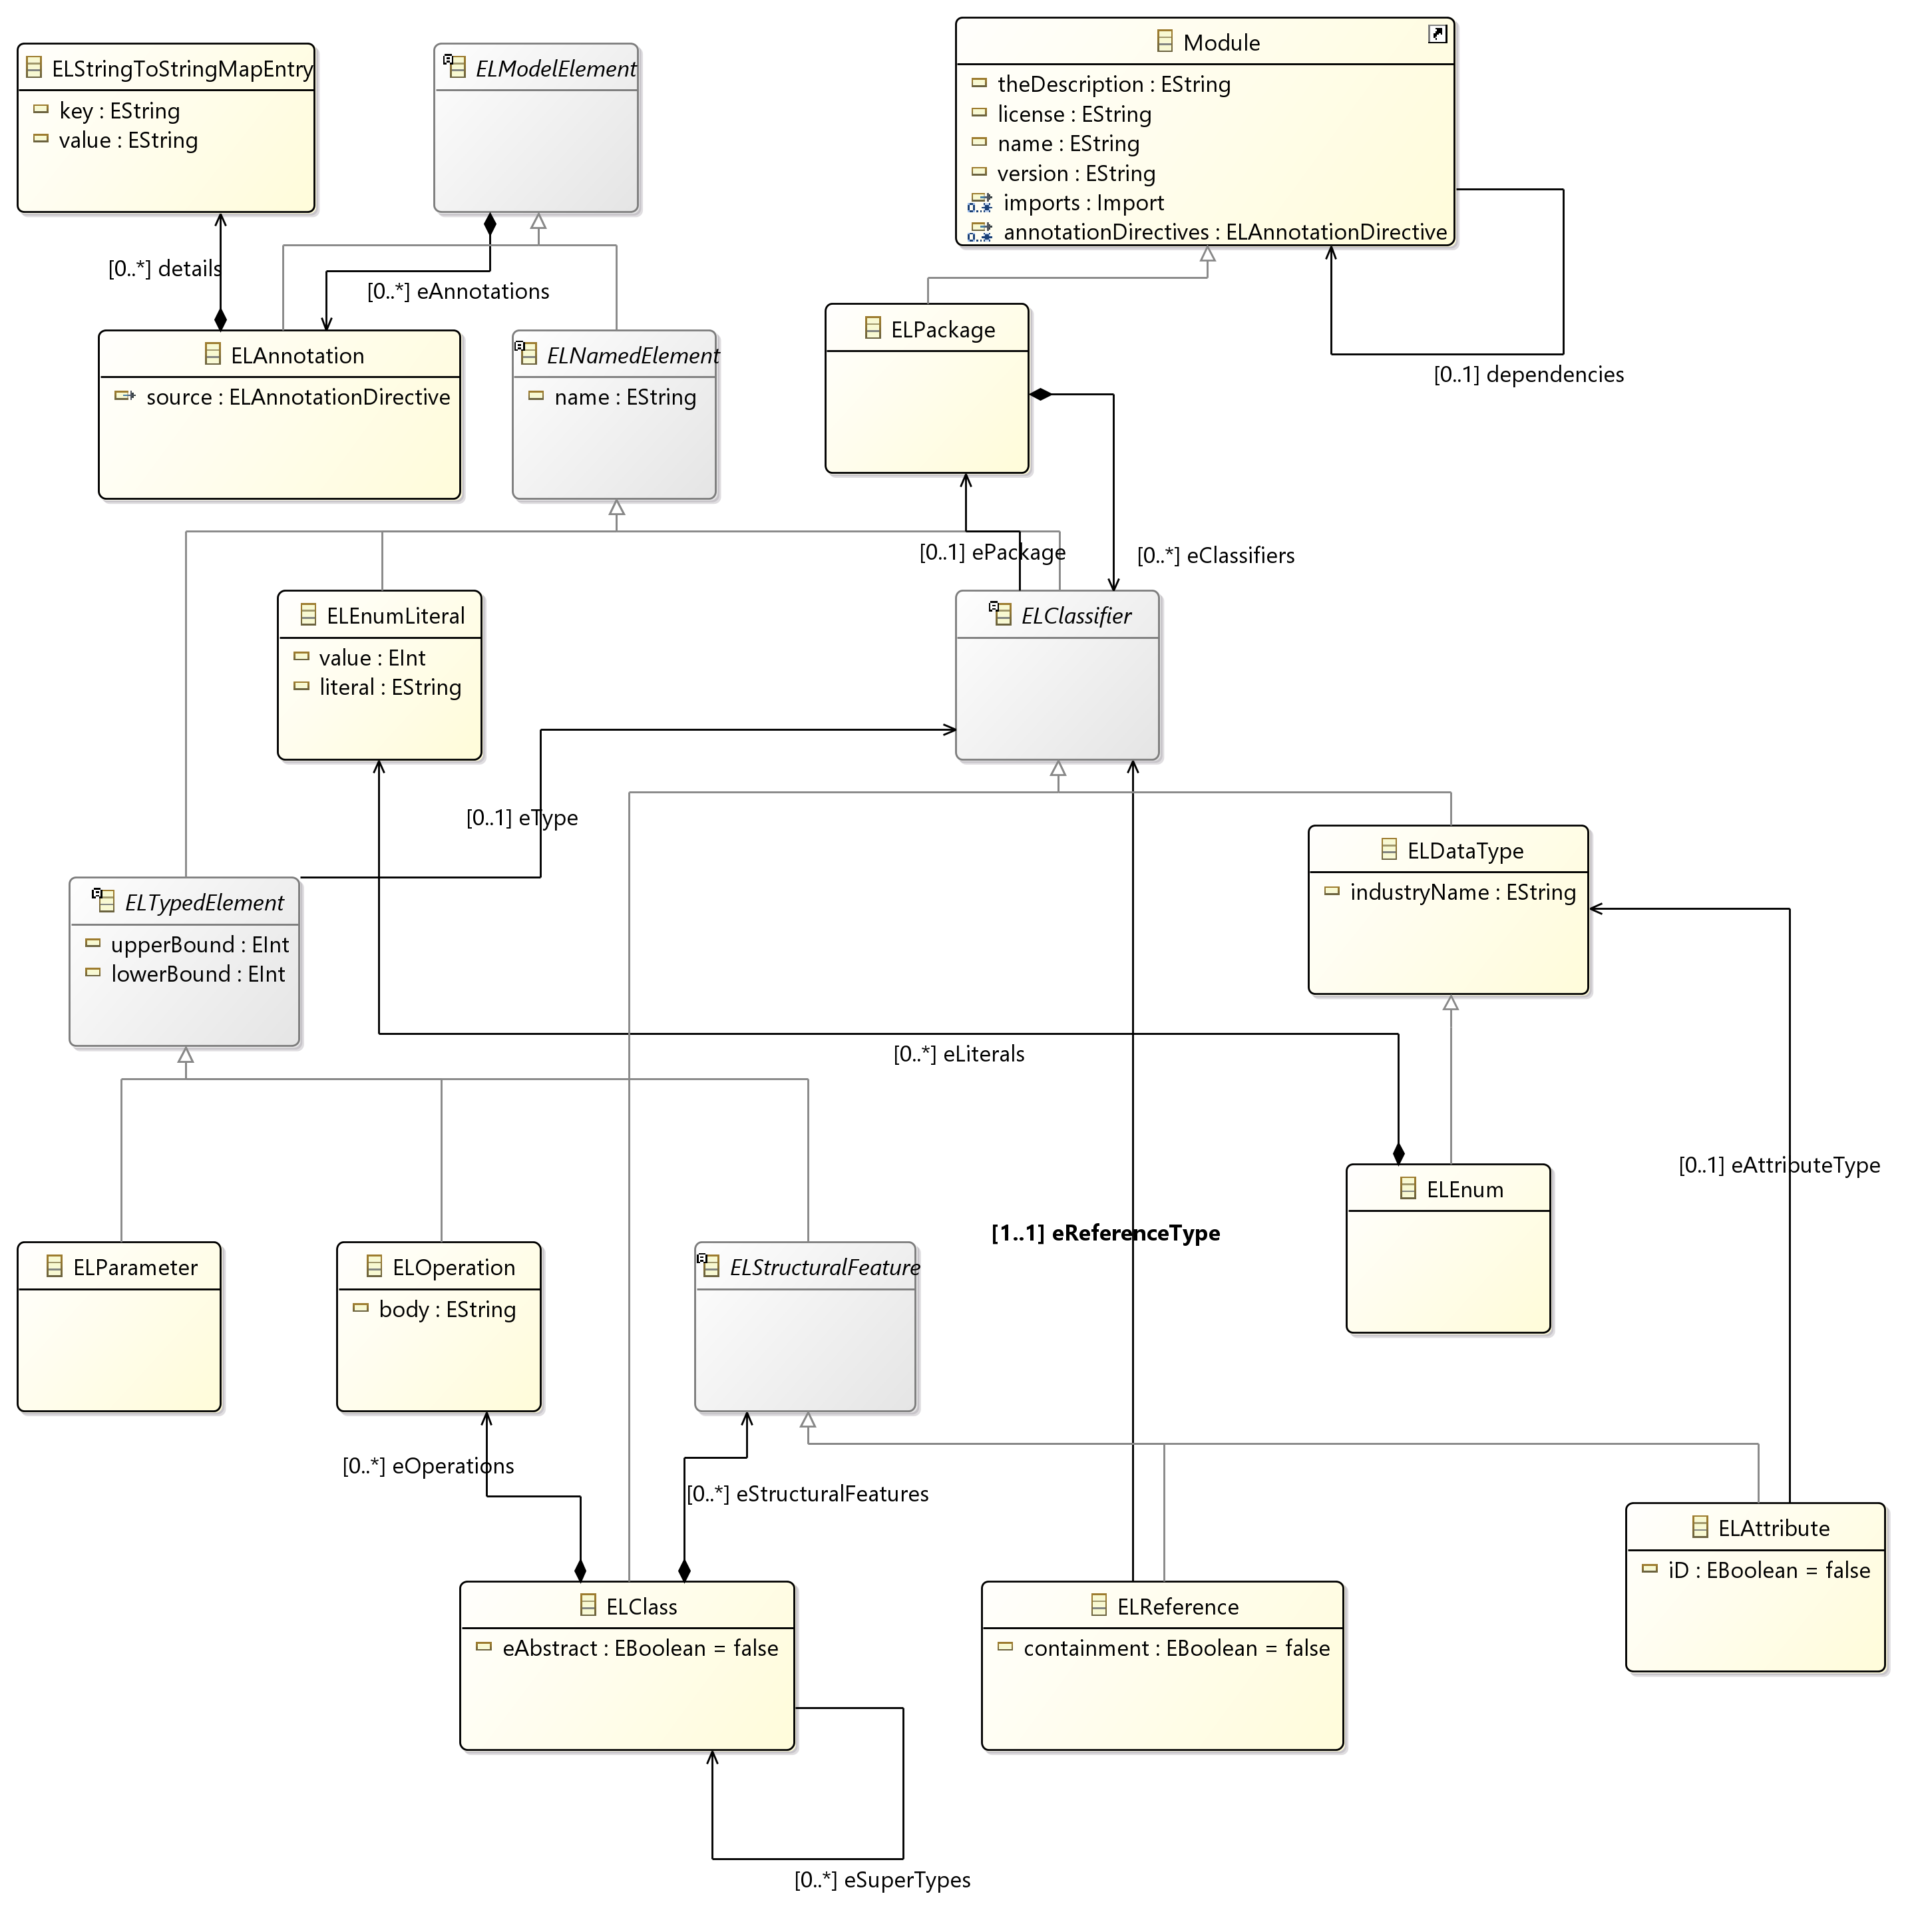 ELStringToStringMapEntry
key : EString
value : EString
ELModelElement
Module
theDescription : EString
license : EString
name : EString
version : EString
0..* imports : Import
0..* annotationDirectives : ELAnnotationDirective
[0..*] details
[0..*] eAnnotations
[0..1] dependencies
ELAnnotation
source : ELAnnotationDirective
ELNamedElement
name : EString
ELPackage
[0..1] ePackage
[0..*] eClassifiers
ELEnumLiteral
value : EInt
literal : EString
ELClassifier
[0..1] eType
ELDataType
industryName : EString
ELTypedElement
upperBound : EInt
lowerBound : EInt
[0..*] eLiterals
[0..1] eAttributeType
ELEnum
[1..1] eReferenceType
ELParameter
ELOperation
body : EString
ELStructuralFeature
[0..*] eOperations
[0..*] eStructuralFeatures
ELAttribute
iD : EBoolean = false
ELClass
eAbstract : EBoolean = false
ELReference
containment : EBoolean = false
[0..*] eSuperTypes